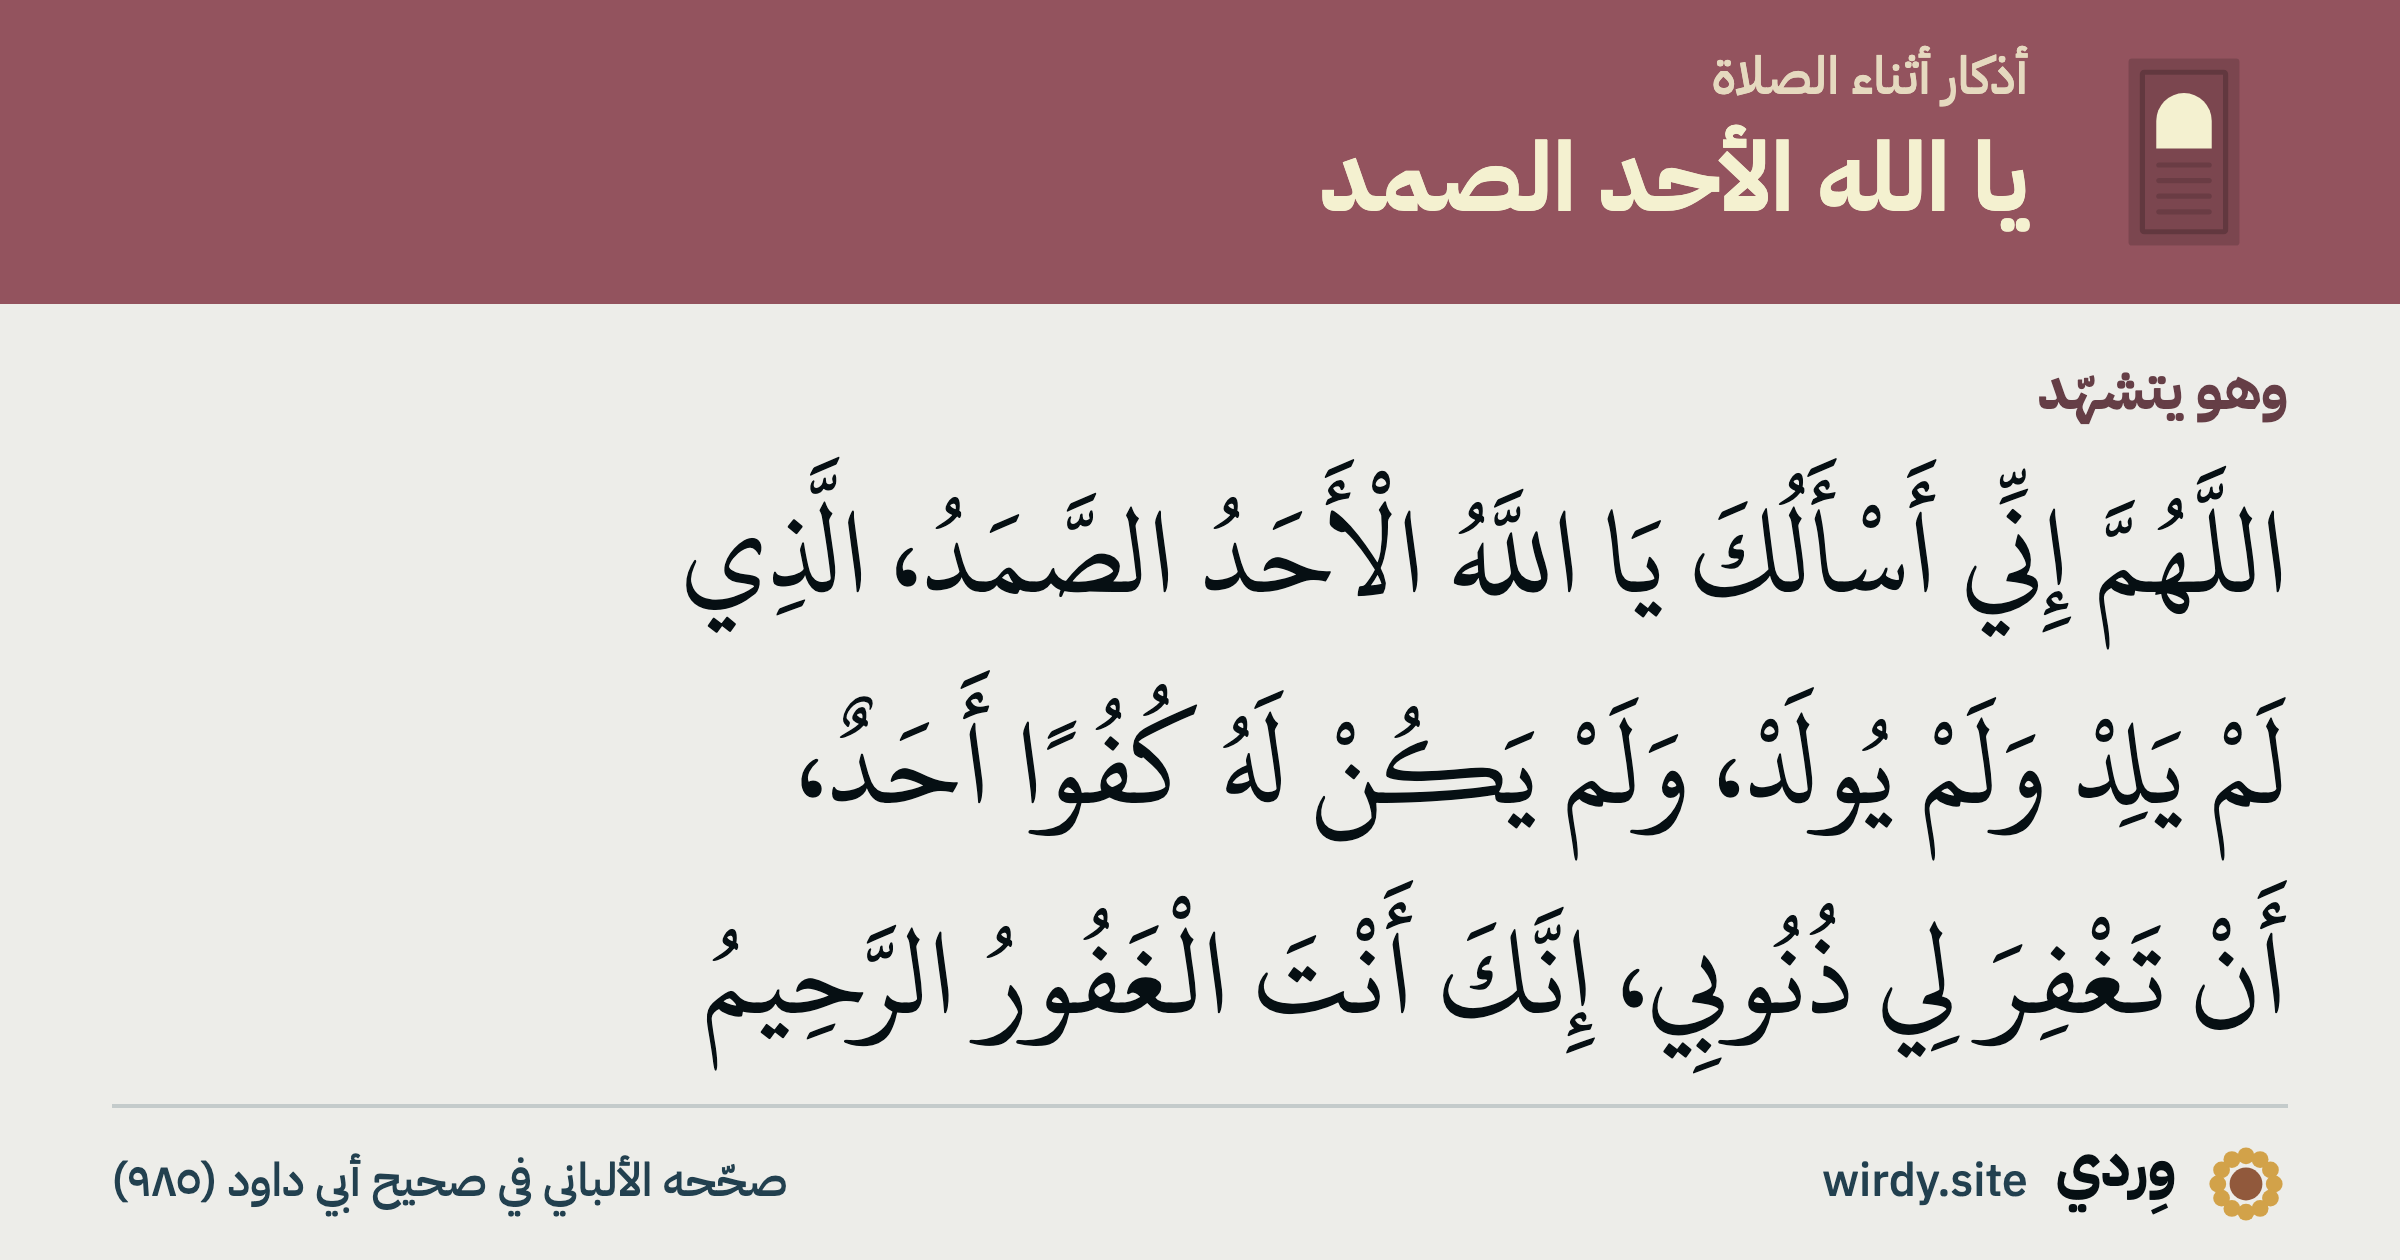 أذكار أثناء الصلاة
يا الله الأحد الصمد
وهو يتشهّد
اللَّهُمَّ إِنِّي أَسْأَلُكَ يَا اللَّهُ الْأَحَدُ الصَّمَدُ، الَّذِي
لَمْ يَلِدْ وَلَمْ يُولَدْ، وَلَمْ يَكُنْ لَهُ كُفُوًا أَحَدٌ،
أَنْ تَغْفِرَ لِي ذُنُوبِي، إِنَّكَ أَنْتَ الْغَفُورُ الرَّحِيمُ
وِردي wirdy.site
صحّحه الألباني في صحيح أبي داود (٩٨٥)